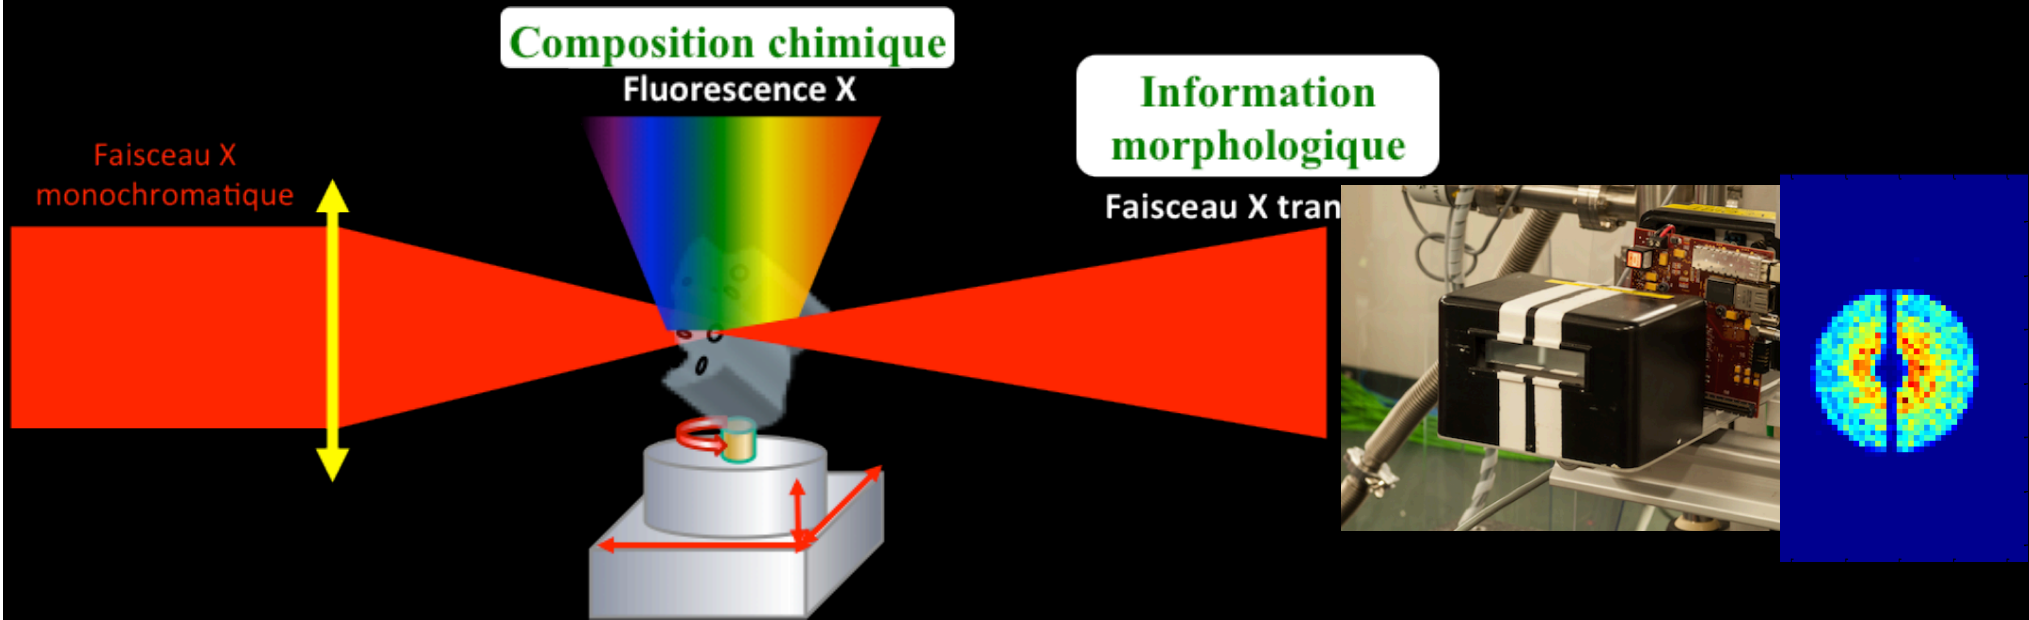 Composition chimique
Fluorescence X
Information
morphologique
Faisceau X
monochromatique
Faisceau X tran